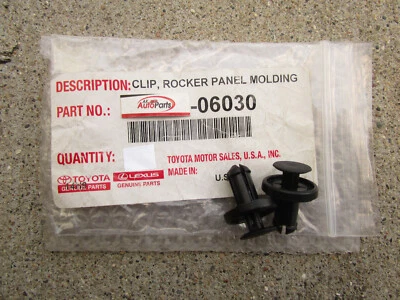 DESCRIPTION: CLIP, ROCKER PANEL MOLDING
PART NO.: AutoParts -06030
QUANTITY: TOYOTA MOTOR SALES, U.S.A., INC.
TOYOTA LEXUS MADE IN:
GENUINE PARTS GENUINE PARTS U.S